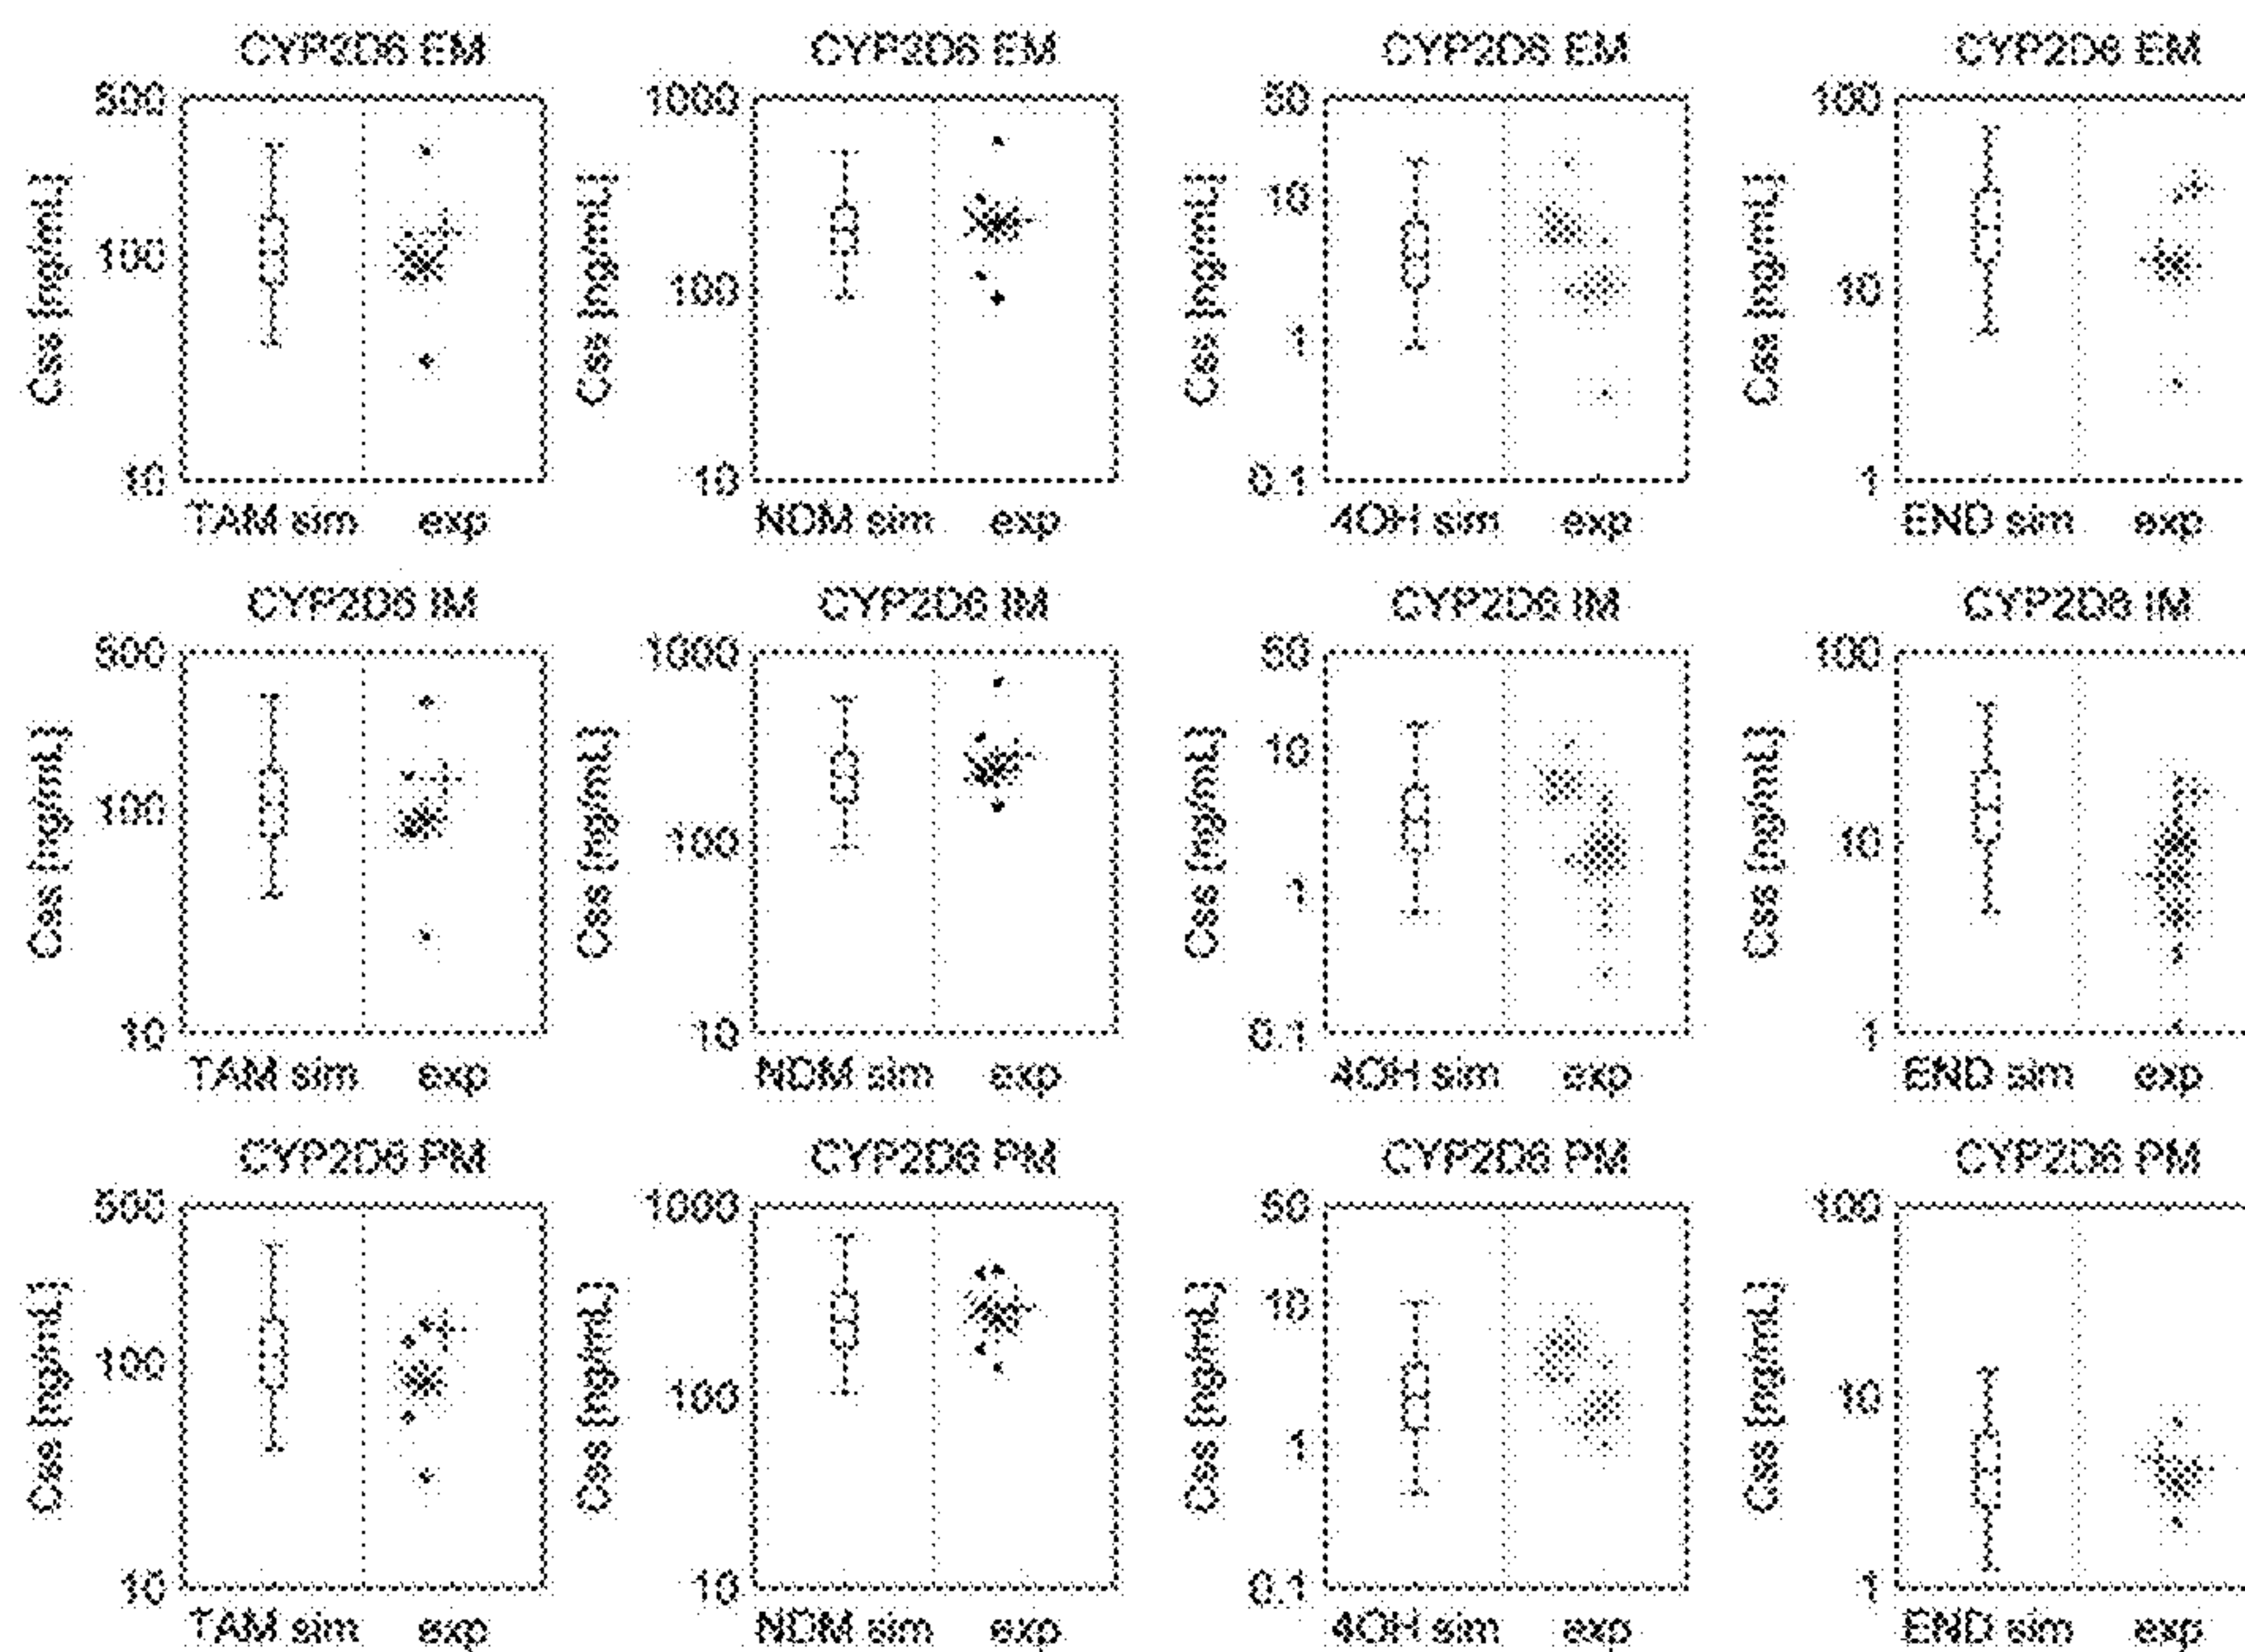 CYP2D6 EM CYP2D6 EM CYP2D6 EM CYP2D6 EM
500 1000 50 100
Css [ng/mL] Css [ng/mL] Css [ng/mL] Css [ng/mL]
10
100 100 10
1
10 10 0.1 1
TAM sim exp NDM sim exp 4OH sim exp END sim exp
CYP2D6 IM CYP2D6 IM CYP2D6 IM CYP2D6 IM
500 1000 50 100
Css [ng/mL] Css [ng/mL] Css [ng/mL] Css [ng/mL]
10
100 100 10
1
10 10 0.1 1
TAM sim exp NDM sim exp 4OH sim exp END sim exp
CYP2D6 PM CYP2D6 PM CYP2D6 PM CYP2D6 PM
500 1000 50 100
Css [ng/mL] Css [ng/mL] Css [ng/mL] Css [ng/mL]
10
100 100 10
1
10 10 0.1 1
TAM sim exp NDM sim exp 4OH sim exp END sim exp